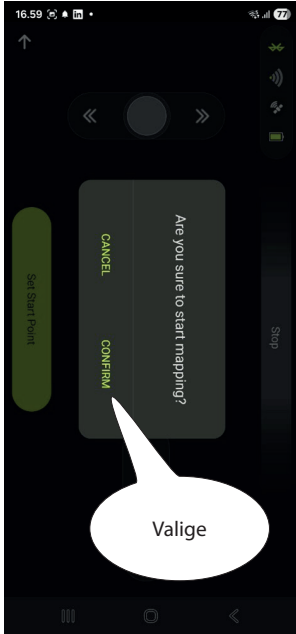 16.59
77
Stop
Are you sure to start mapping?
CANCEL
CONFIRM
Set Start Point
Valige